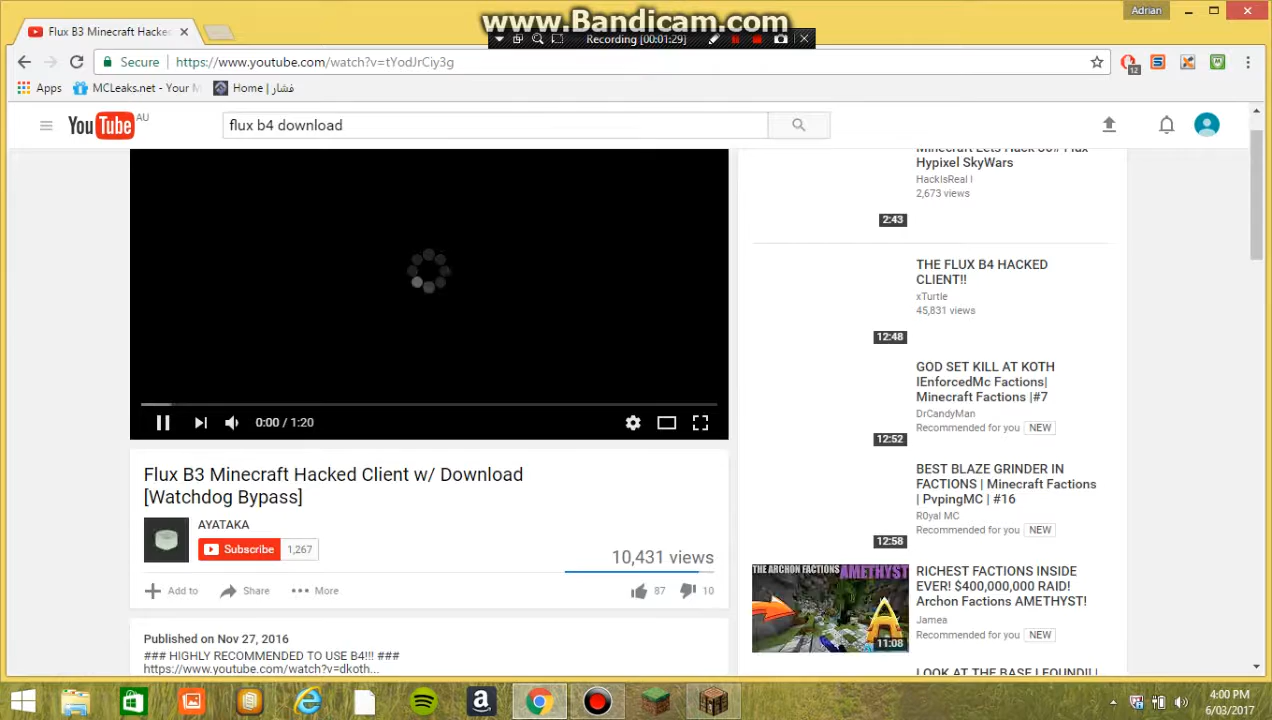 www.Bandicam.com
Adrian
Flux B3 Minecraft Hacke
Recording [00:01:29]
Secure
https://www.youtube.com/watch?v=tYodJrCiy3g
12
Apps
MCLeaks.net - Your M
Home | فشار
YouTube AU
flux b4 download
Hypixel SkyWars
HackIsReal I
2,673 views
2:43
THE FLUX B4 HACKED
CLIENT!!
xTurtle
45,831 views
12:48
GOD SET KILL AT KOTH
IEnforcedMc Factions|
Minecraft Factions |#7
DrCandyMan
Recommended for you NEW
12:52
BEST BLAZE GRINDER IN
FACTIONS | Minecraft Factions
| PvpingMC | #16
R0yal MC
Recommended for you NEW
12:58
THE ARCHON FACTIONS AMETHYST
RICHEST FACTIONS INSIDE
EVER! $400,000,000 RAID!
Archon Factions AMETHYST!
Jamea
Recommended for you NEW
11:08
LOOK AT THE BASE I FOUND!! |
0:00 / 1:20
Flux B3 Minecraft Hacked Client w/ Download
[Watchdog Bypass]
AYATAKA
Subscribe 1,267
10,431 views
Add to
Share
More
87
10
Published on Nov 27, 2016
### HIGHLY RECOMMENDED TO USE B4!!! ###
https://www.youtube.com/watch?v=dkoth...
4:00 PM
6/03/2017